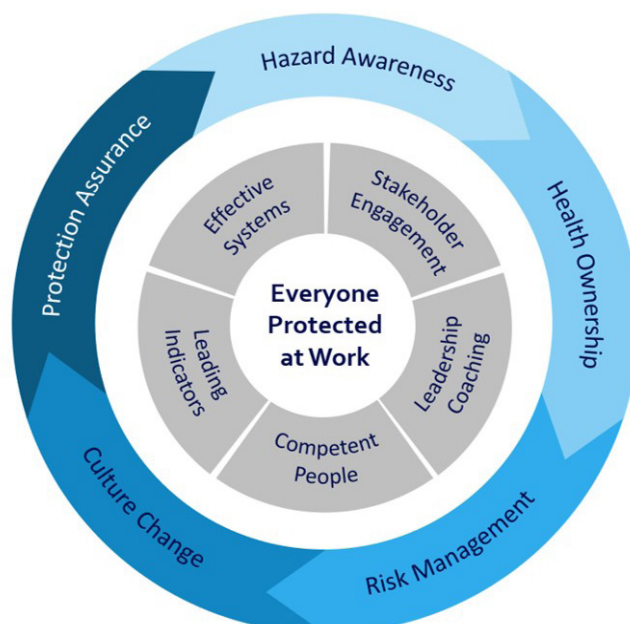 Hazard Awareness
Health Ownership
Risk Management
Culture Change
Protection Assurance
Effective
Systems
Stakeholder
Engagement
Leadership
Coaching
Competent
People
Leading
Indicators
Everyone
Protected
at Work